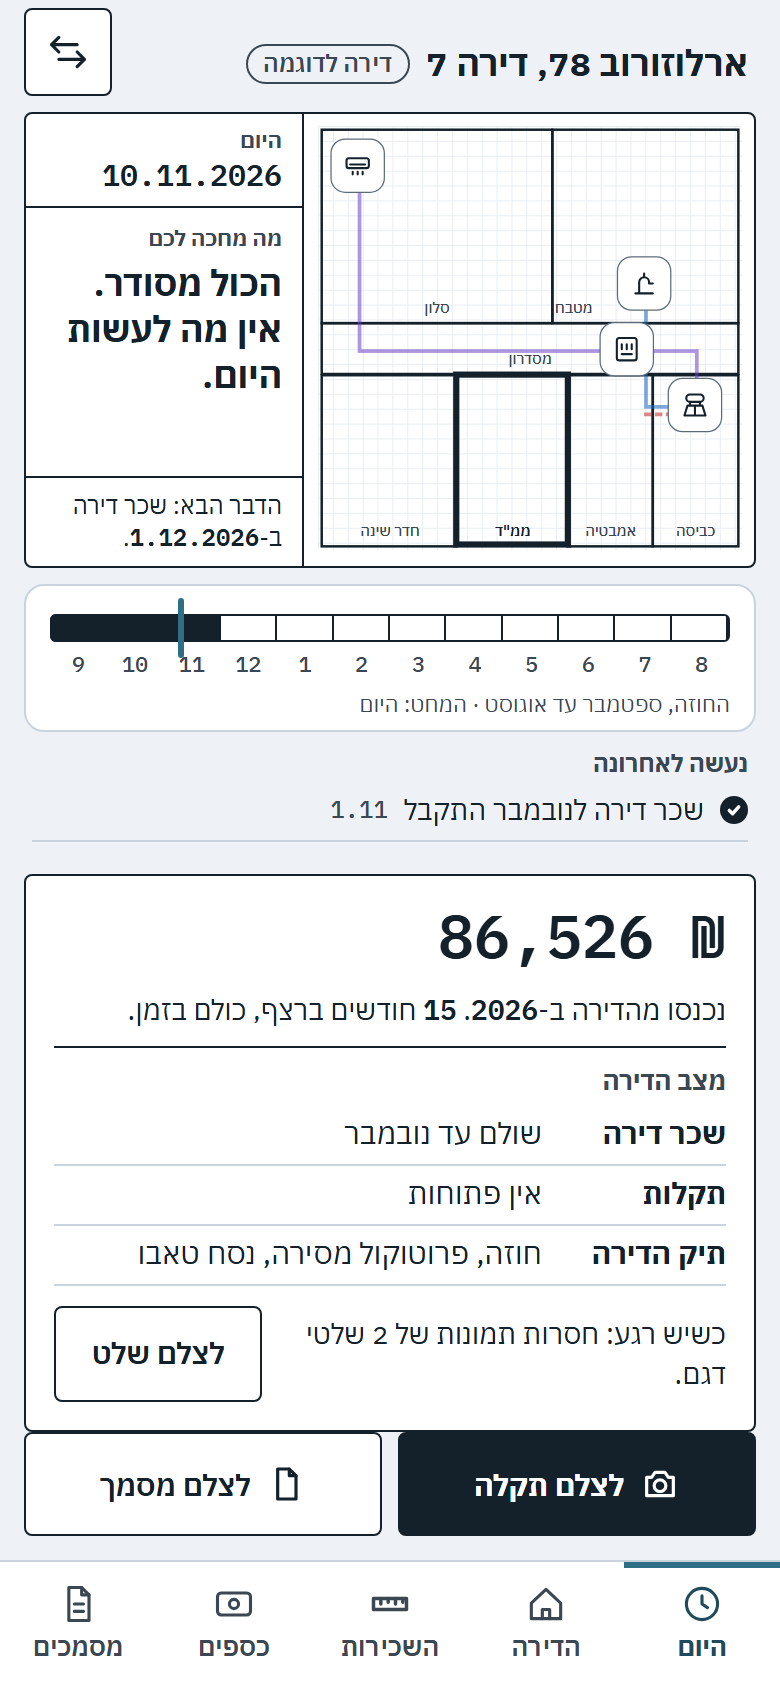 ארלוזורוב 78, דירה 7
דירה לדוגמה
סלון
מטבח
מסדרון
חדר שינה
ממ"ד
אמבטיה
כביסה
היום
10.11.2026
מה מחכה לכם
הכול מסודר.
אין מה לעשות
היום.
הדבר הבא: שכר דירה
ב-1.12.2026.
9 10 11 12 1 2 3 4 5 6 7 8
החוזה, ספטמבר עד אוגוסט · המחט: היום
נעשה לאחרונה
שכר דירה לנובמבר התקבל 1.11
₪ 86,526
נכנסו מהדירה ב-2026. 15 חודשים ברצף, כולם בזמן.
מצב הדירה
שכר דירה שולם עד נובמבר
תקלות אין פתוחות
תיק הדירה חוזה, פרוטוקול מסירה, נסח טאבו
כשיש רגע: חסרות תמונות של 2 שלטי
דגם.
לצלם שלט
לצלם תקלה
לצלם מסמך
היום
הדירה
השכירות
כספים
מסמכים